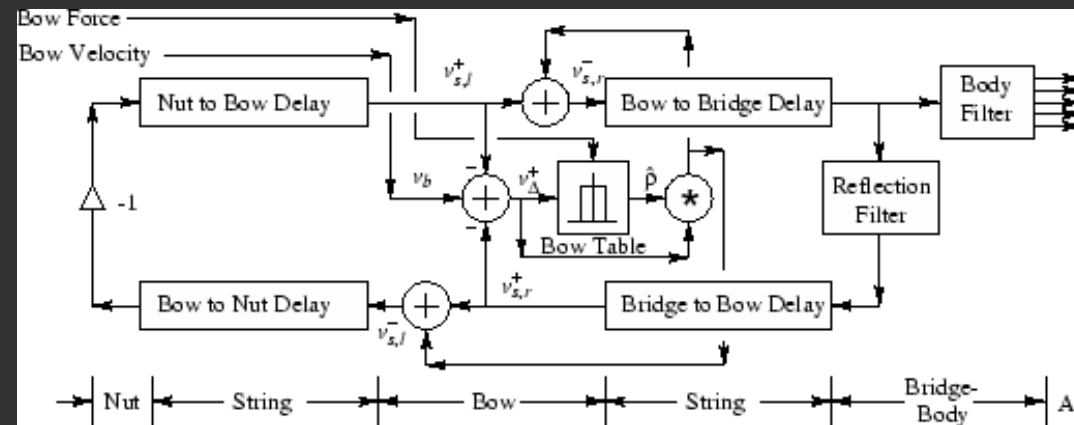 Bow Force
Bow Velocity
v⁺s,l
v⁻s,r
Nut to Bow Delay
+
Bow to Bridge Delay
Body
Filter
-
vb
+
v⁺Δ
ρ̂
*
Reflection
Filter
-1
-
Bow Table
Bow to Nut Delay
+
v⁺s,r
Bridge to Bow Delay
v⁻s,l
Nut
String
Bow
String
Bridge-
Body
A